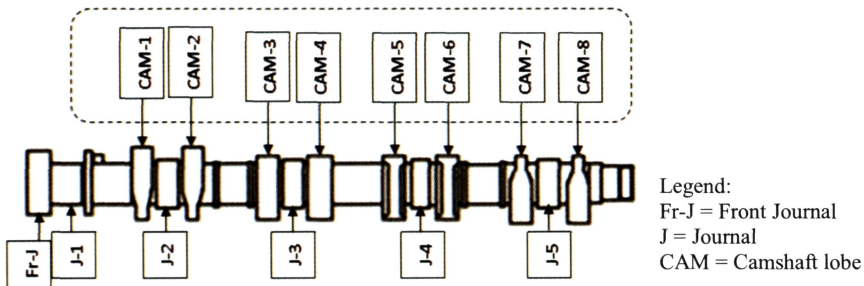 CAM-1
CAM-2
CAM-3
CAM-4
CAM-5
CAM-6
CAM-7
CAM-8
Fr-J
J-1
J-2
J-3
J-4
J-5
Legend:
Fr-J = Front Journal
J = Journal
CAM = Camshaft lobe